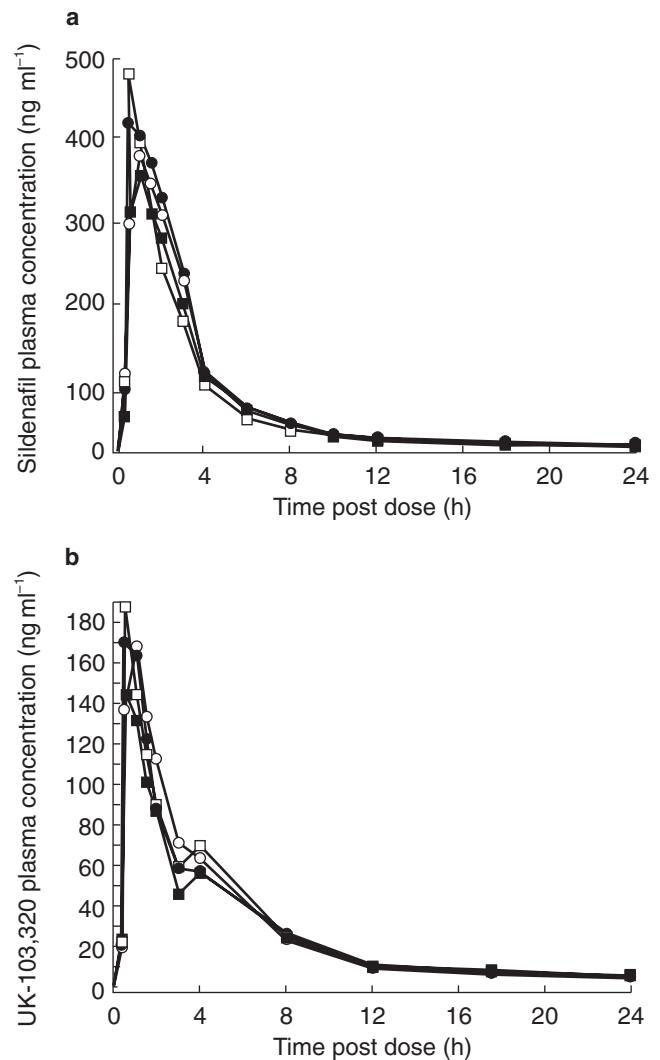 a
Sildenafil plasma concentration (ng ml⁻¹)
500
400
300
200
100
0
0 4 8 12 16 20 24
Time post dose (h)
b
UK-103,320 plasma concentration (ng ml⁻¹)
180
160
140
120
100
80
60
40
20
0
0 4 8 12 16 20 24
Time post dose (h)